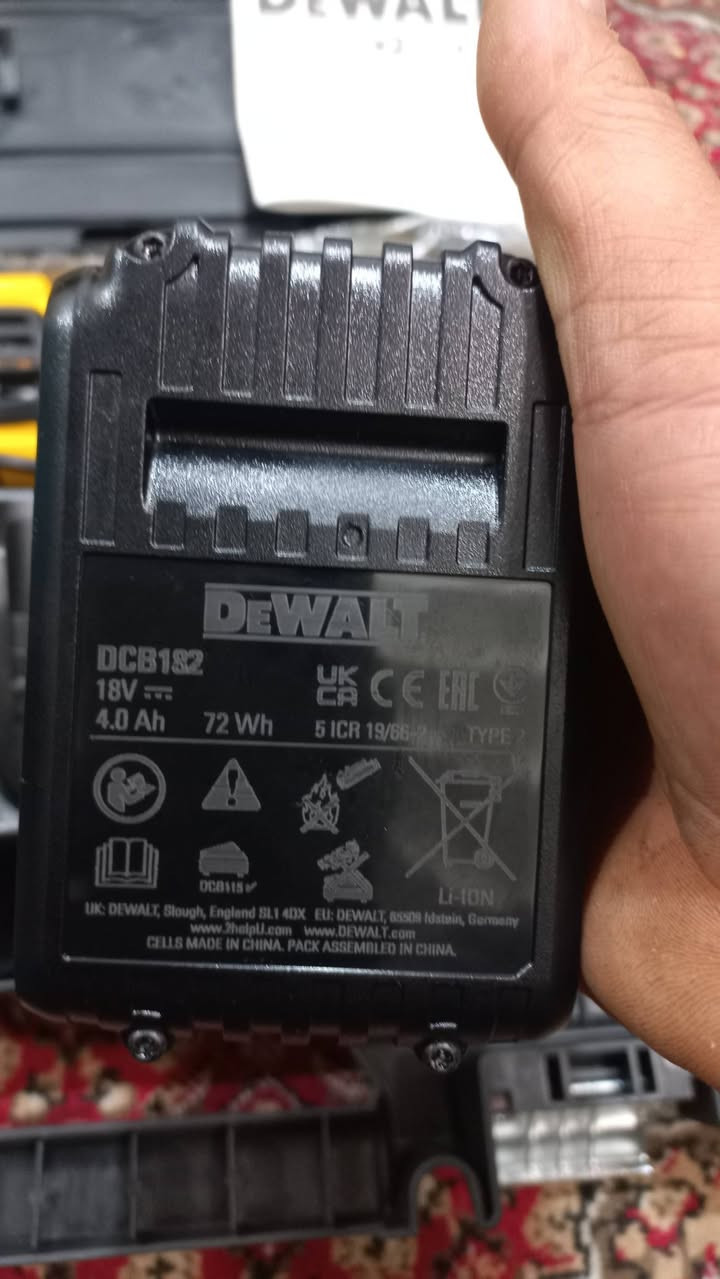 DEWALT
DEWALT
DCB182
18V
4.0 Ah 72 Wh
UK CA CE EAC
5 ICR 19/66-2 TYPE 2
DCB115
Li-ION
UK: DEWALT, Slough, England SL1 4DX EU: DEWALT, 65509 Idstein, Germany
www.2helpU.com www.DEWALT.com
CELLS MADE IN CHINA. PACK ASSEMBLED IN CHINA.